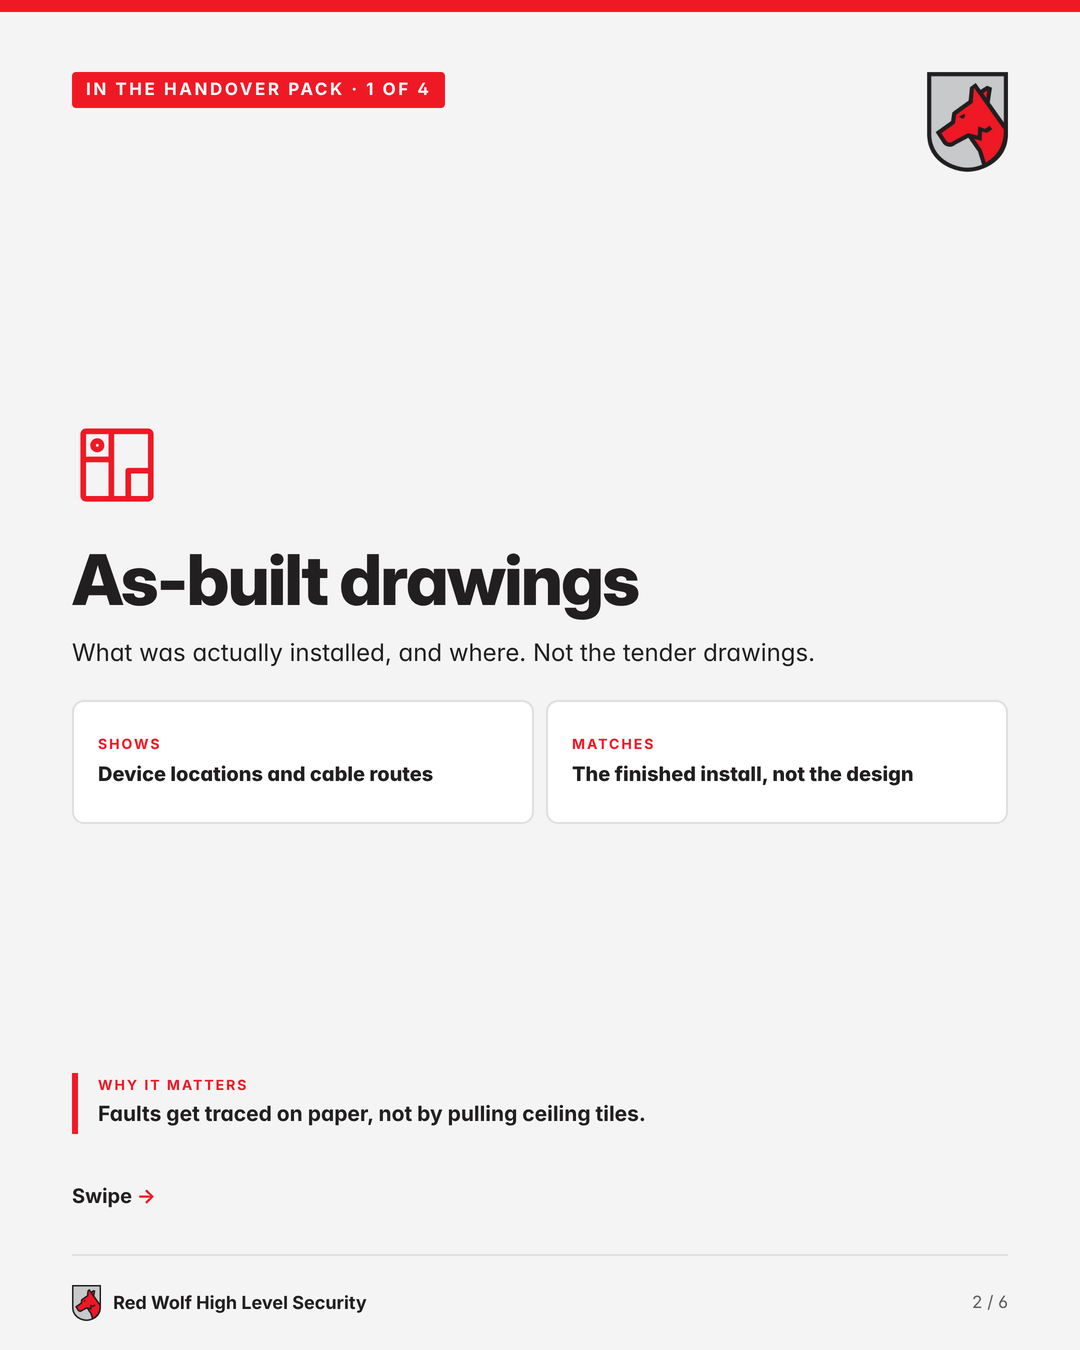 IN THE HANDOVER PACK · 1 OF 4
As-built drawings
What was actually installed, and where. Not the tender drawings.
SHOWS
Device locations and cable routes
MATCHES
The finished install, not the design
WHY IT MATTERS
Faults get traced on paper, not by pulling ceiling tiles.
Swipe →
Red Wolf High Level Security
2 / 6